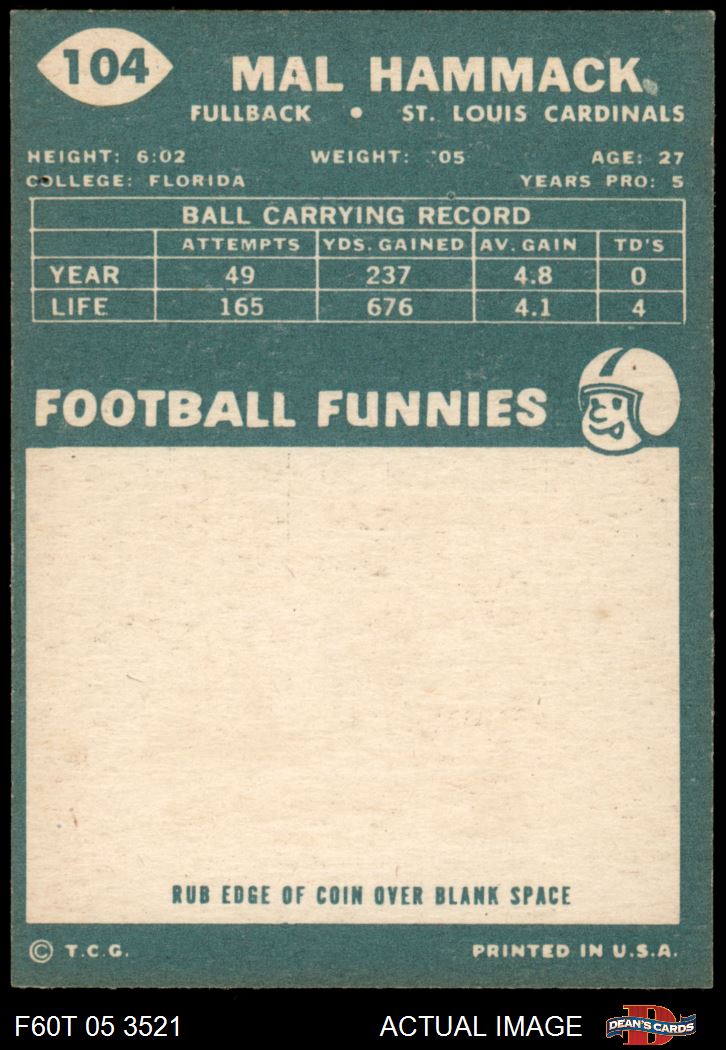 104
MAL HAMMACK
FULLBACK • ST. LOUIS CARDINALS
HEIGHT: 6:02 WEIGHT: 05 AGE: 27
COLLEGE: FLORIDA YEARS PRO: 5
BALL CARRYING RECORD
ATTEMPTS YDS. GAINED AV. GAIN TD'S
YEAR 49 237 4.8 0
LIFE 165 676 4.1 4
FOOTBALL FUNNIES
RUB EDGE OF COIN OVER BLANK SPACE
© T.C.G. PRINTED IN U.S.A.
F60T 05 3521 ACTUAL IMAGE D DEAN'S CARDS